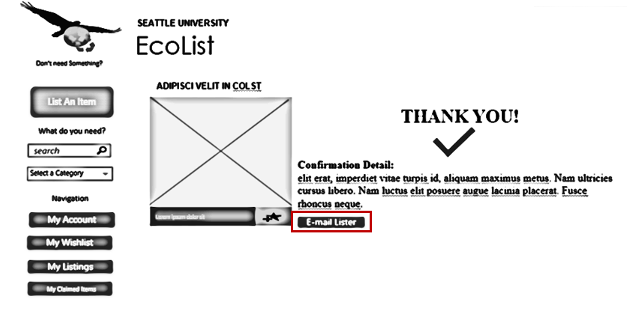 SEATTLE UNIVERSITY
EcoList
Don't need Something?
List An Item
What do you need?
search
Select a Category
Navigation
My Account
My Wishlist
My Listings
My Claimed Items
ADIPISCI VELIT IN COLST
Lorem ipsum dolor sit
THANK YOU!
Confirmation Detail:
elit erat, imperdiet vitae turpis id, aliquam maximus metus. Nam ultricies
cursus libero. Nam luctus elit posuere augue lacinia placerat. Fusce
rhoncus neque.
E-mail Lister